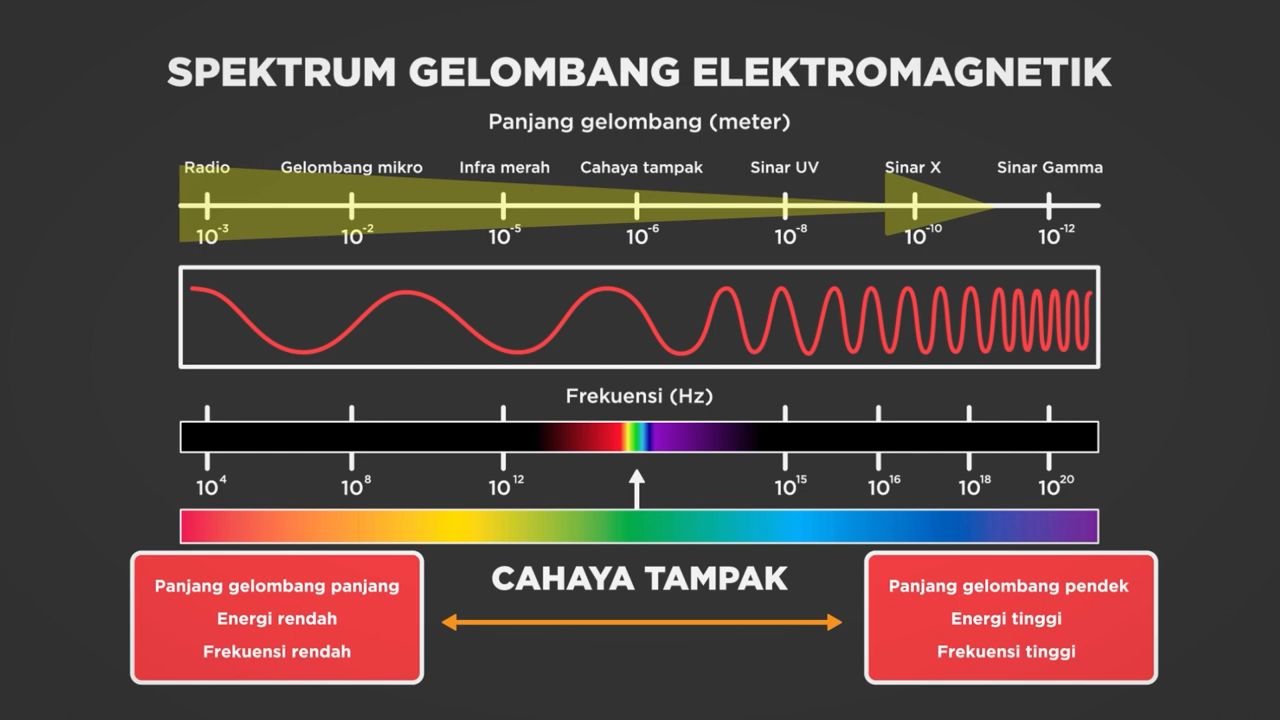 SPEKTRUM GELOMBANG ELEKTROMAGNETIK
Panjang gelombang (meter)
Radio Gelombang mikro Infra merah Cahaya tampak Sinar UV Sinar X Sinar Gamma
10⁻³ 10⁻² 10⁻⁵ 10⁻⁶ 10⁻⁸ 10⁻¹⁰ 10⁻¹²
Frekuensi (Hz)
10⁴ 10⁸ 10¹² 10¹⁵ 10¹⁶ 10¹⁸ 10²⁰
CAHAYA TAMPAK
Panjang gelombang panjang
Energi rendah
Frekuensi rendah
Panjang gelombang pendek
Energi tinggi
Frekuensi tinggi